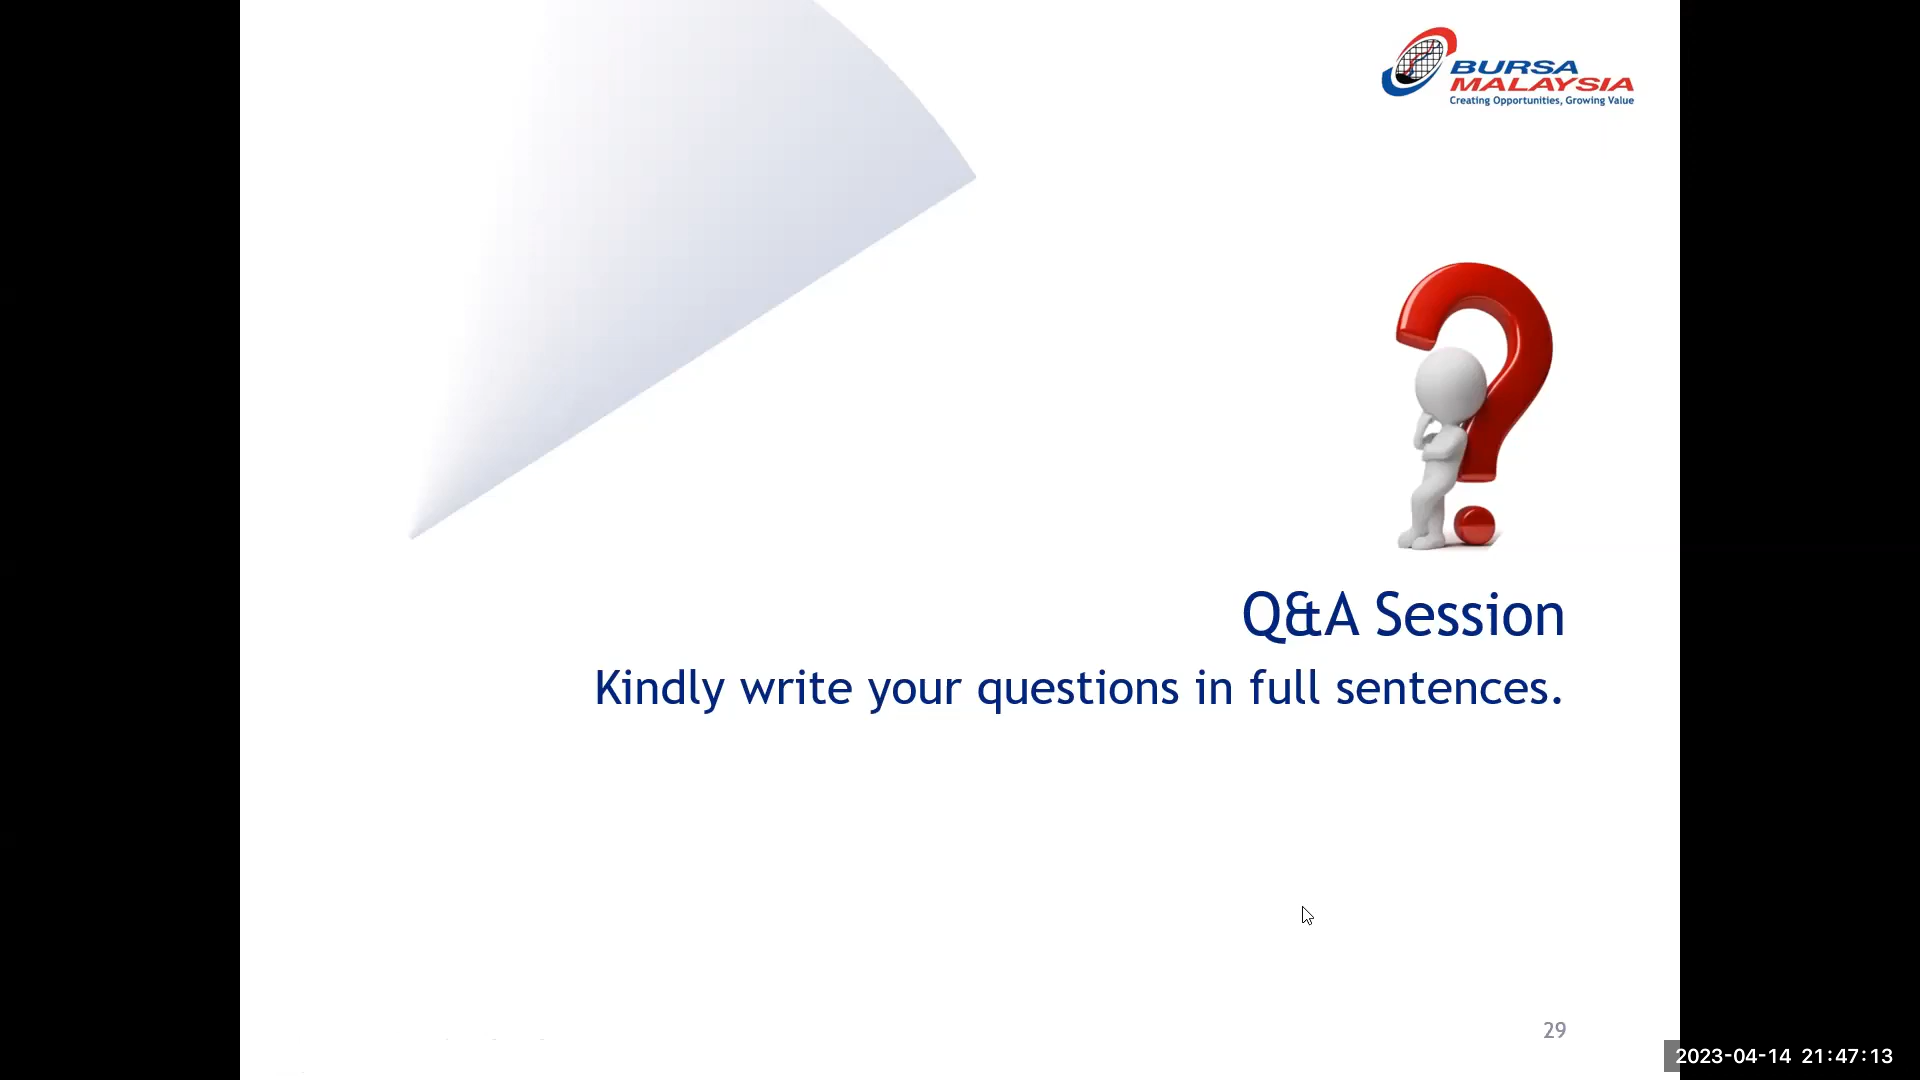 BURSA
MALAYSIA
Creating Opportunities, Growing Value
Q&A Session
Kindly write your questions in full sentences.
29
2023-04-14 21:47:13